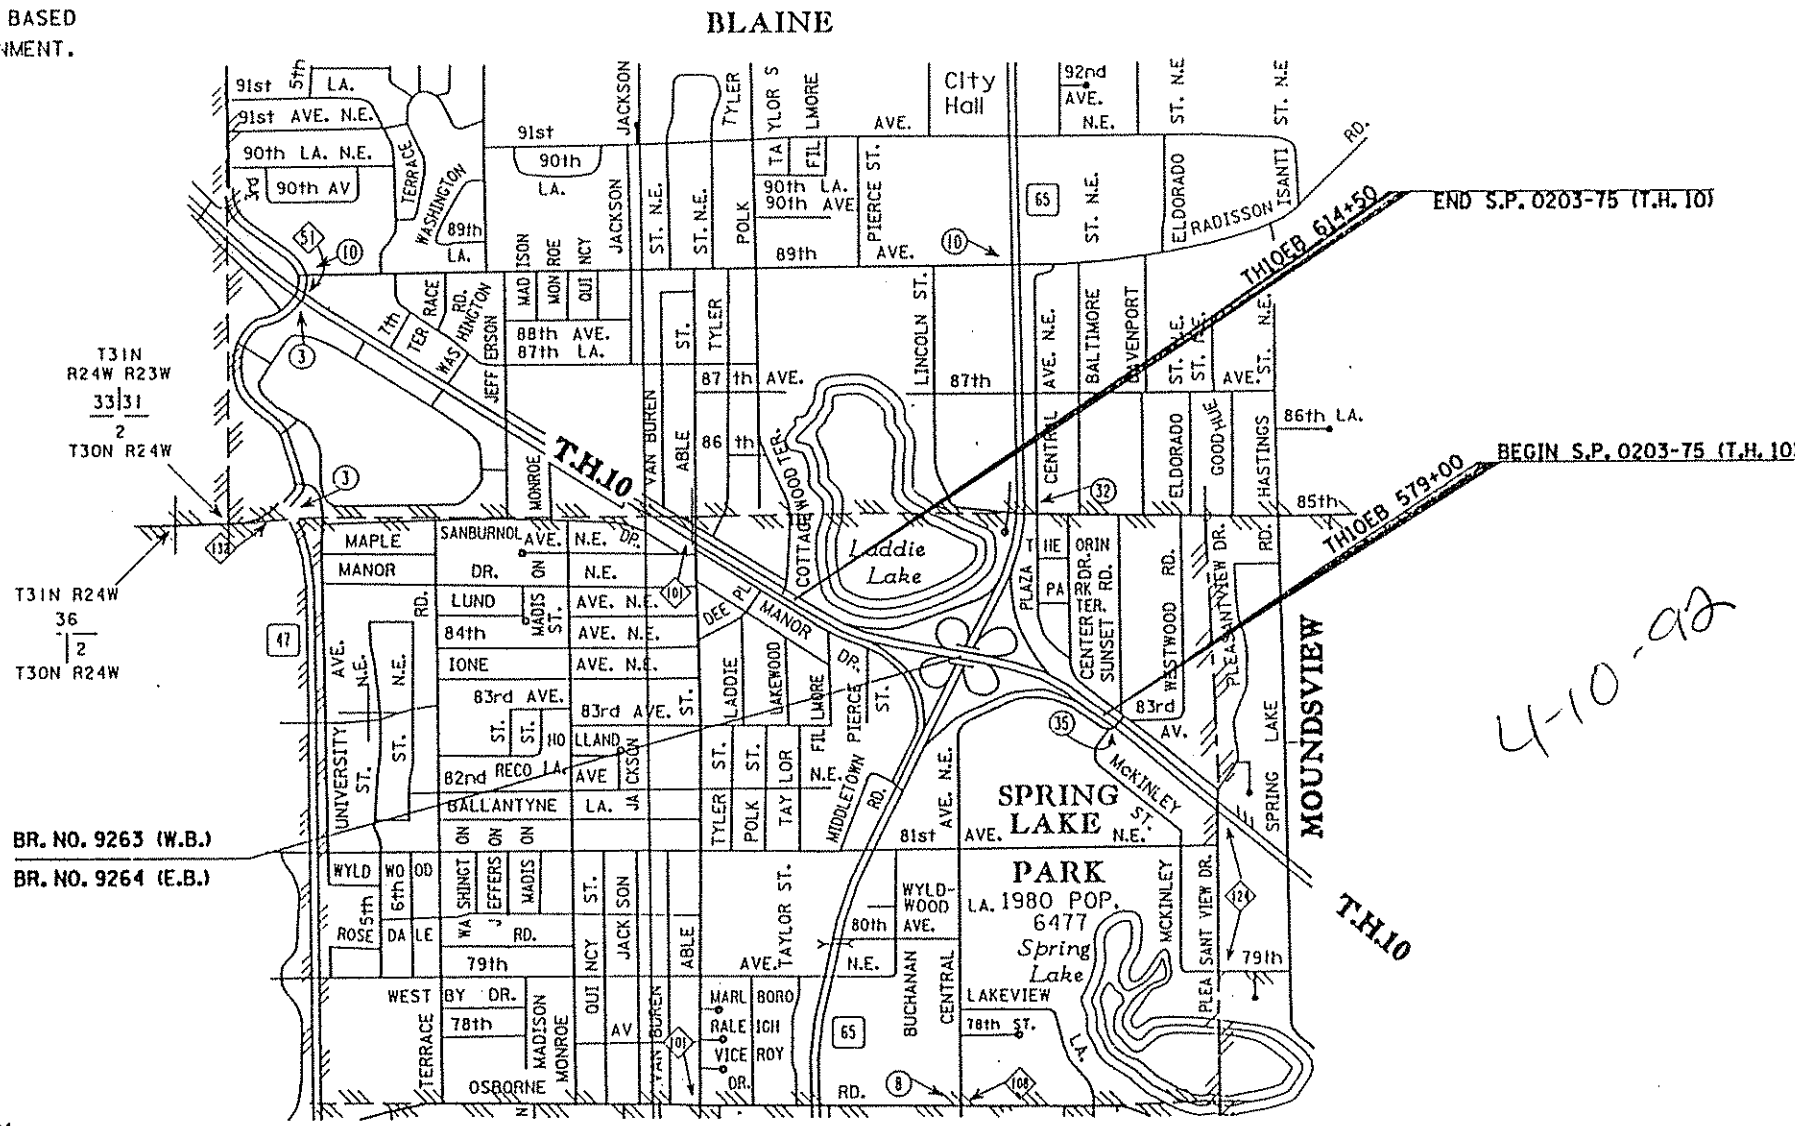 BASED
NMENT.
BLAINE
91st 5th LA.
91st AVE. N.E.
90th LA. N.E.
3rd 90th AV
TERRACE
WASHINGTON
89th
LA.
91st
90th
LA.
JACKSON
TYLER
TAYLOR S
FILLMORE
AVE.
City
Hall
92nd
AVE.
N.E.
ST. N.E
ST. N.E
RD.
MADISON
MONROE
QUINCY
JACKSON
ST. N.E.
ST. N.E.
POLK
90th LA.
90th AVE
89th
PIERCE ST.
AVE.
65
10
ST. N.E.
ELDORADO
RADISSON
ISANTI
END S.P. 0203-75 (T.H. 10)
TH10EB 614+50
51
10
3
7th
TERRACE
RD.
WASHINGTON
JEFFERSON
88th AVE.
87th LA.
ST.
TYLER
87th AVE.
LINCOLN ST.
87th
AVE. N.E.
BALTIMORE
DAVENPORT
ST. N.E.
ST. N.E.
AVE.
ST. N.E.
T31N
R24W R23W
33|31
2
T30N R24W
T.H.10
MONROE
VAN BUREN
ABLE
86th
COTTAGEWOOD TER.
CENTRAL
ELDORADO
GOODHUE
HASTINGS
86th LA.
BEGIN S.P. 0203-75 (T.H. 10)
TH10EB 579+00
3
32
85th
132
T31N R24W
36
2
T30N R24W
MAPLE
MANOR
SANBURNOL AVE. N.E. DR.
DR.
N.E.
LUND
MADISON
ST.
AVE. N.E.
84th
AVE. N.E.
IONE
AVE. N.E.
RD.
101
47
DEE PL
MANOR
DR.
Laddie
Lake
PLAZA
THE
PARK DR.
ORIN
TER.
CENTER
SUNSET RD.
WESTWOOD RD.
PLEASANTVIEW DR.
RD.
MOUNDSVIEW
4-10-92
UNIVERSITY AVE.
ST. N.E.
ST. N.E.
83rd AVE.
83rd AVE.
ST.
ST.
ST.
HOLLAND
RECO LA.
82nd
AVE
JACKSON
BALLANTYNE LA.
LADDIE
LAKEWOOD
FILLMORE
PIERCE
ST.
MIDDLETOWN
RD.
TYLER ST.
POLK ST.
TAYLOR
N.E.
35
83rd
AV.
McKINLEY
ST.
SPRING LAKE
SPRING
LAKE
PARK
1980 POP.
6477
81st AVE. N.E.
AVE. N.E.
BR. NO. 9263 (W.B.)
BR. NO. 9264 (E.B.)
WYLDWOOD
5th
6th
ROSEDALE
WASHINGTON
JEFFERSON
MADISON
RD.
79th
QUINCY ST.
JACKSON
ABLE
AVE.
TAYLOR ST.
WYLD-
WOOD
LA.
80th AVE.
N.E.
Spring
Lake
McKINLEY
PLEASANT VIEW DR.
124
79th
T.H.10
WESTBY DR.
78th
TERRACE
MADISON
MONROE
OSBORNE
AV
VAN BUREN
101
MARLBORO
RALEIGH
VICEROY
DR.
65
RD.
BUCHANAN
CENTRAL
LAKEVIEW
LA.
78th ST.
8
108